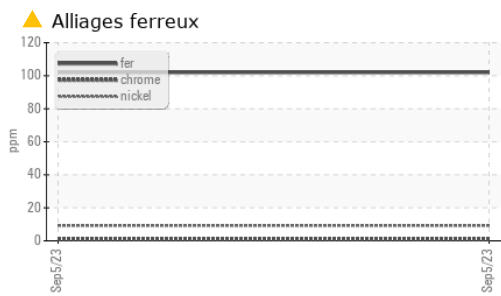 Alliages ferreux
120
100
80
60
40
20
0
ppm
fer
chrome
nickel
Sep5/23
Sep5/23